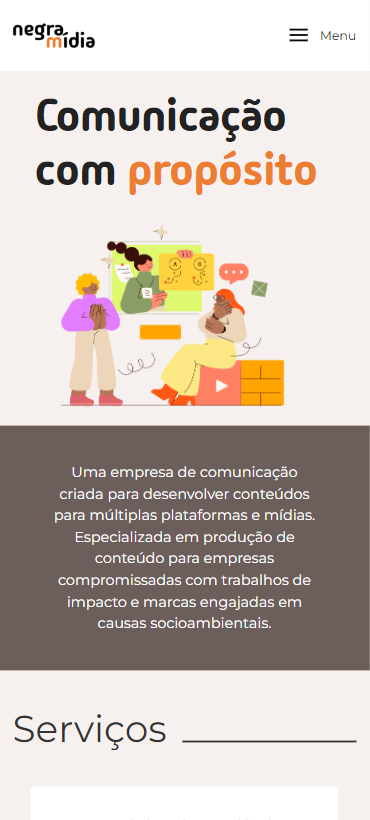 negra
mídia
Menu
Comunicação
com propósito
A
B
Uma empresa de comunicação
criada para desenvolver conteúdos
para múltiplas plataformas e mídias.
Especializada em produção de
conteúdo para empresas
compromissadas com trabalhos de
impacto e marcas engajadas em
causas socioambientais.
Serviços